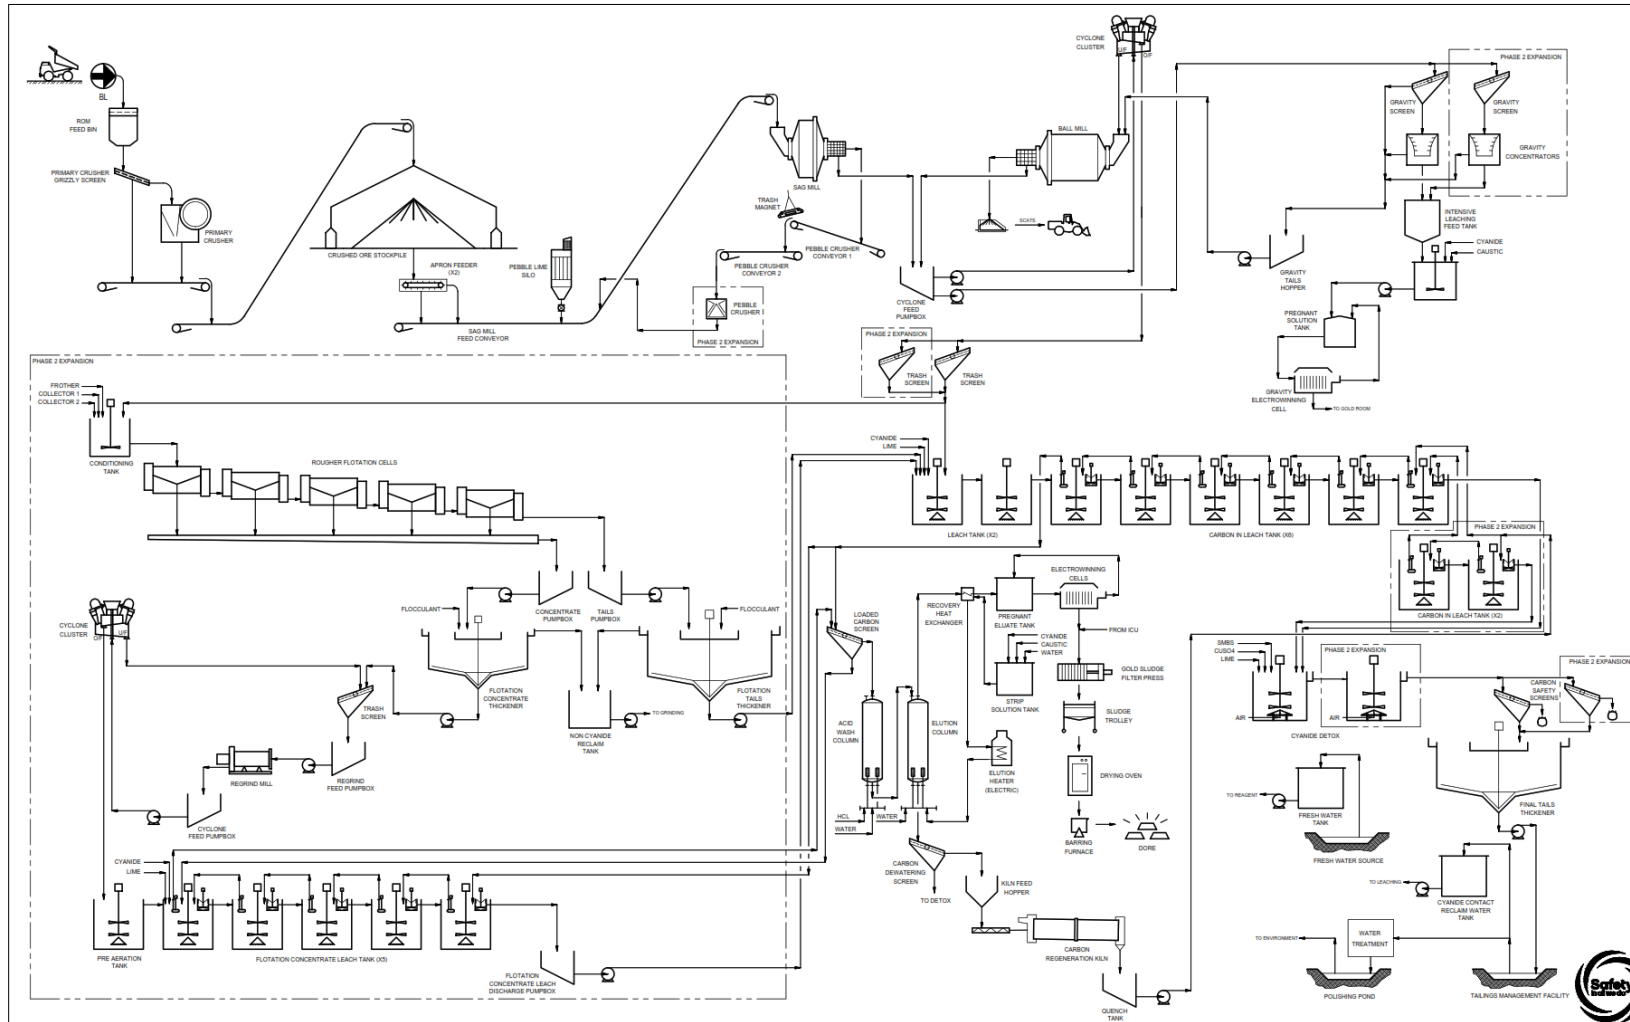 BL
ROM
FEED BIN
PRIMARY CRUSHER
GRIZZLY SCREEN
PRIMARY
CRUSHER
CRUSHED ORE STOCKPILE
APRON FEEDER
(X2)
SAG MILL
FEED CONVEYOR
PEBBLE LIME
SILO
SAG MILL
TRASH
MAGNET
PEBBLE CRUSHER
CONVEYOR 1
PEBBLE CRUSHER
CONVEYOR 2
PEBBLE
CRUSHER
PHASE 2 EXPANSION
CYCLONE
CLUSTER
U/F
O/F
BALL MILL
SCATS
CYCLONE
FEED
PUMPBOX
PHASE 2 EXPANSION
GRAVITY
SCREEN
GRAVITY
SCREEN
GRAVITY
CONCENTRATORS
INTENSIVE
LEACHING
FEED TANK
CYANIDE
CAUSTIC
GRAVITY
TAILS
HOPPER
PREGNANT
SOLUTION
TANK
GRAVITY
ELECTROWINNING
CELL
TO GOLD ROOM
PHASE 2 EXPANSION
TRASH
SCREEN
TRASH
SCREEN
PHASE 2 EXPANSION
FROTHER
COLLECTOR 1
COLLECTOR 2
CONDITIONING
TANK
ROUGHER FLOTATION CELLS
CYCLONE
CLUSTER
O/F
U/F
FLOCCULANT
CONCENTRATE
PUMPBOX
TAILS
PUMPBOX
FLOCCULANT
FLOTATION
CONCENTRATE
THICKENER
FLOTATION
TAILS
THICKENER
TRASH
SCREEN
NON CYANIDE
RECLAIM
TANK
TO GRINDING
REGRIND MILL
REGRIND
FEED PUMPBOX
CYCLONE
FEED PUMPBOX
CYANIDE
LIME
PRE AERATION
TANK
FLOTATION CONCENTRATE LEACH TANK (X5)
FLOTATION
CONCENTRATE LEACH
DISCHARGE PUMPBOX
CYANIDE
LIME
LEACH TANK (X2)
CARBON IN LEACH TANK (X6)
PHASE 2 EXPANSION
CARBON IN LEACH TANK (X2)
LOADED
CARBON
SCREEN
RECOVERY
HEAT
EXCHANGER
PREGNANT
ELUATE TANK
ELECTROWINNING
CELLS
FROM ICU
CYANIDE
CAUSTIC
WATER
STRIP
SOLUTION TANK
GOLD SLUDGE
FILTER PRESS
SLUDGE
TROLLEY
ACID
WASH
COLUMN
ELUTION
COLUMN
ELUTION
HEATER
(ELECTRIC)
DRYING OVEN
HCL
WATER
WATER
BARRING
FURNACE
DORE
CARBON
DEWATERING
SCREEN
TO DETOX
KILN FEED
HOPPER
CARBON
REGENERATION KILN
QUENCH
TANK
SMBS
CUSO4
LIME
PHASE 2 EXPANSION
AIR
AIR
CYANIDE DETOX
PHASE 2 EXPANSION
CARBON
SAFETY
SCREENS
TO REAGENT
FRESH WATER
TANK
FRESH WATER SOURCE
FINAL TAILS
THICKENER
TO LEACHING
CYANIDE CONTACT
RECLAIM WATER
TANK
TO ENVIRONMENT
WATER
TREATMENT
POLISHING POND
TAILINGS MANAGEMENT FACILITY
Safety
in all we do